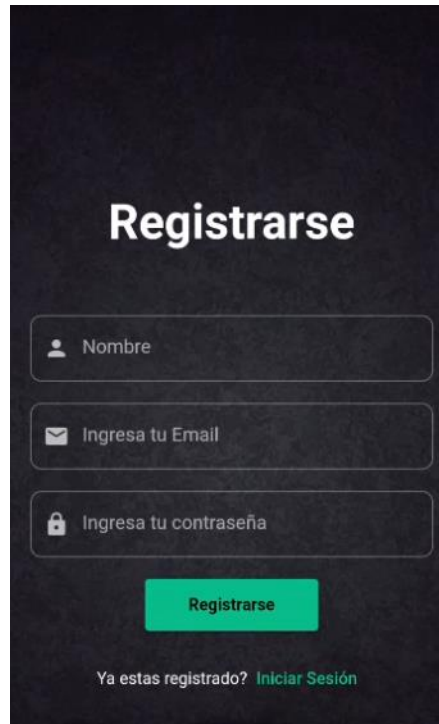 Registrarse
Nombre
Ingresa tu Email
Ingresa tu contraseña
Registrarse
Ya estas registrado? Iniciar Sesión